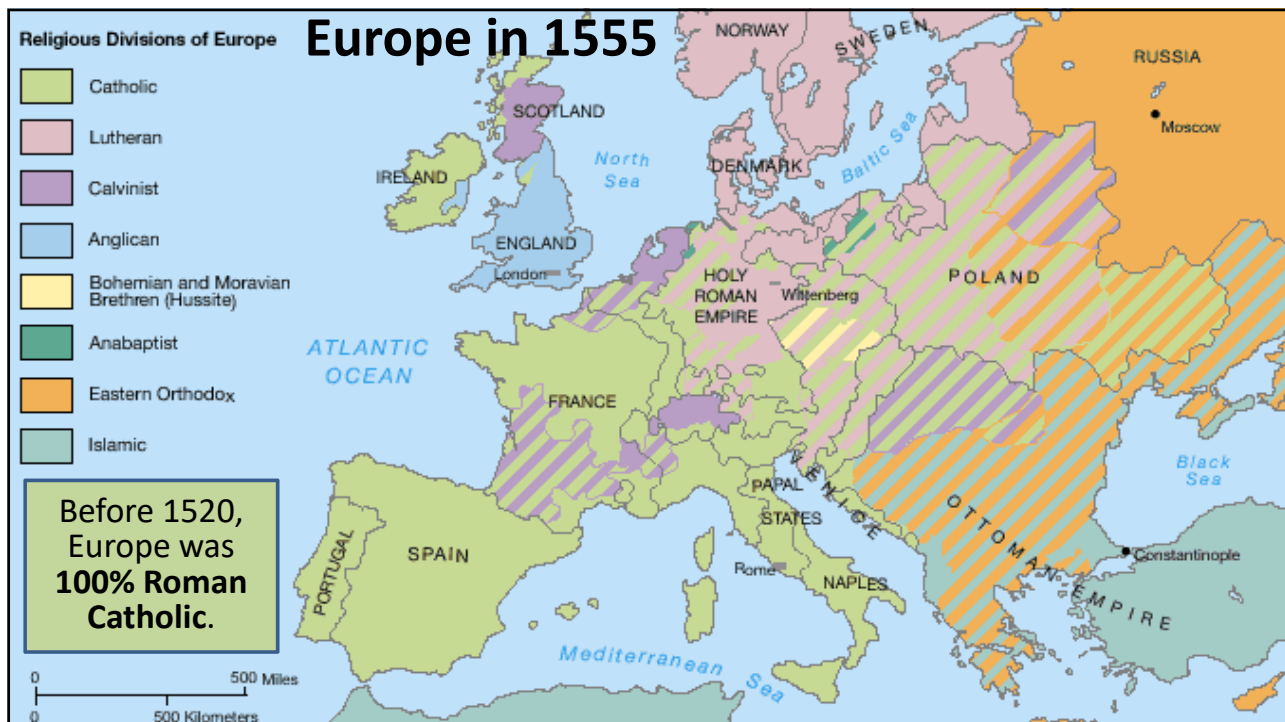 Europe in 1555
Religious Divisions of Europe
Catholic
Lutheran
Calvinist
Anglican
Bohemian and Moravian
Brethren (Hussite)
Anabaptist
Eastern Orthodox
Islamic
Before 1520,
Europe was
100% Roman
Catholic.
0 500 Miles
0 500 Kilometers
NORWAY
SWEDEN
RUSSIA
Moscow
SCOTLAND
North
Sea
DENMARK
Baltic Sea
IRELAND
ENGLAND
London
HOLY
ROMAN
EMPIRE
Wittenberg
POLAND
ATLANTIC
OCEAN
FRANCE
VENICE
Black
Sea
PAPAL
STATES
OTTOMAN EMPIRE
Constantinople
PORTUGAL
SPAIN
Rome
NAPLES
Mediterranean Sea